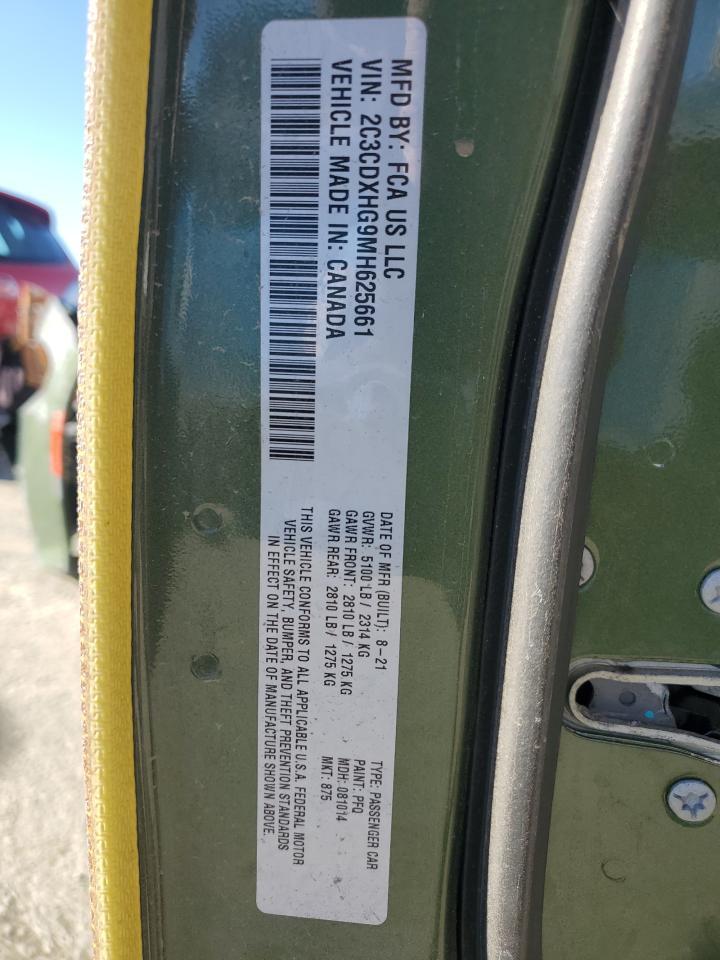 MFD BY: FCA US LLC
VIN: 2C3CDXHG9MH625661
VEHICLE MADE IN: CANADA
DATE OF MFR (BUILT): 8-21
GVWR: 5100 LB / 2314 KG
GAWR FRONT: 2810 LB / 1275 KG
GAWR REAR: 2810 LB / 1275 KG
THIS VEHICLE CONFORMS TO ALL APPLICABLE U.S.A. FEDERAL MOTOR
VEHICLE SAFETY, BUMPER, AND THEFT PREVENTION STANDARDS
IN EFFECT ON THE DATE OF MANUFACTURE SHOWN ABOVE.
TYPE: PASSENGER CAR
PAINT: PFQ
MDH: 081014
MKT: 875